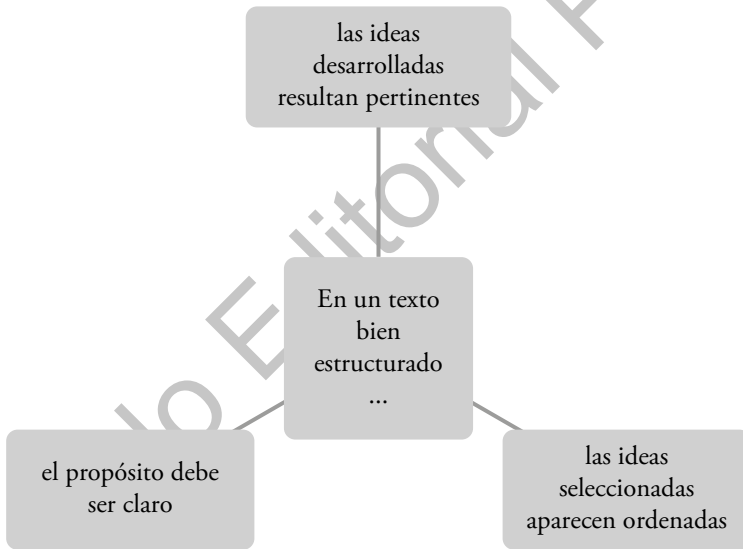 las ideas
desarrolladas
resultan pertinentes
En un texto
bien
estructurado
...
el propósito debe
ser claro
las ideas
seleccionadas
aparecen ordenadas